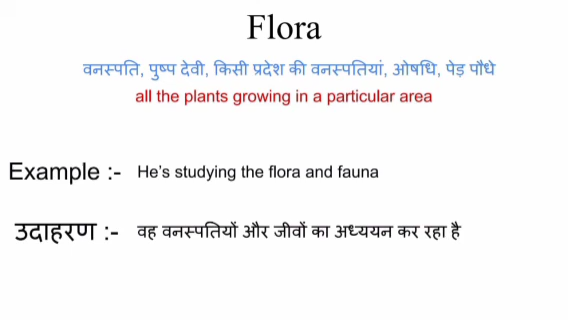 Flora
वनस्पति, पुष्प देवी, किसी प्रदेश की वनस्पतियां, ओषधि, पेड़ पौधे
all the plants growing in a particular area
Example :- He's studying the flora and fauna
उदाहरण :- वह वनस्पतियों और जीवों का अध्ययन कर रहा है